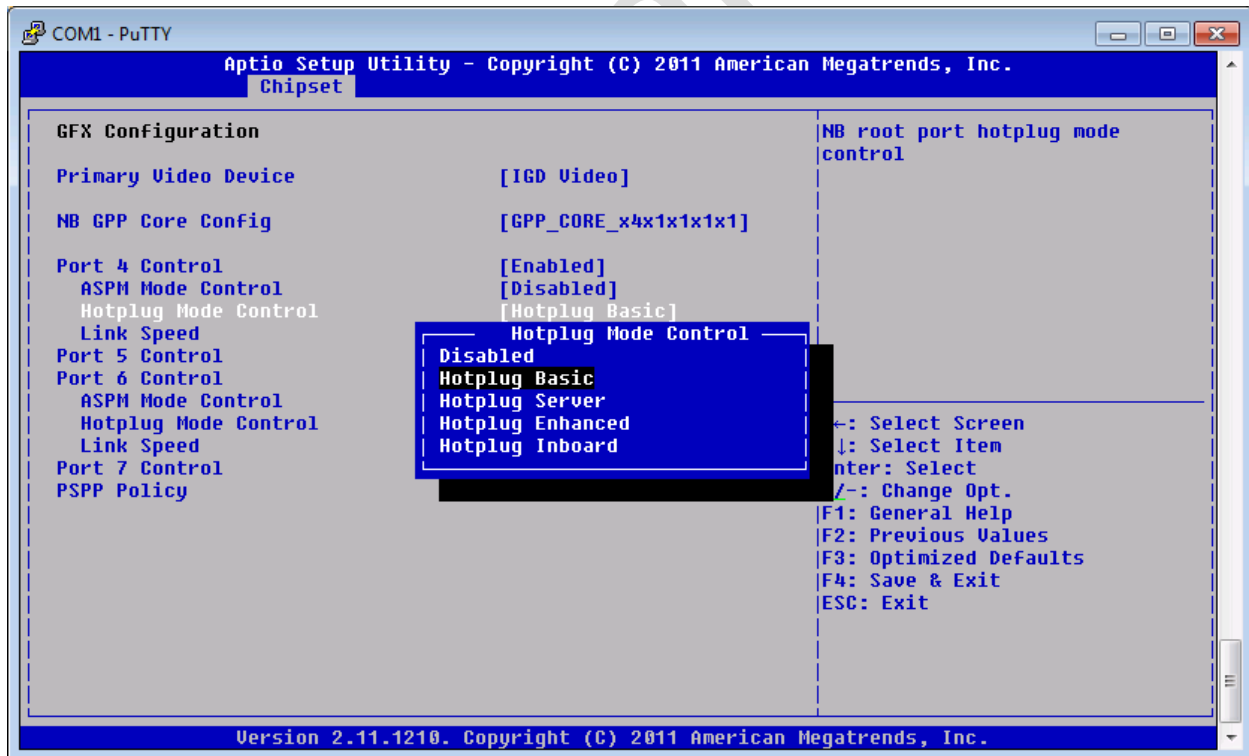 COM1 - PuTTY
Aptio Setup Utility - Copyright (C) 2011 American Megatrends, Inc.
Chipset
GFX Configuration
NB root port hotplug mode
control
Primary Video Device [IGD Video]
NB GPP Core Config [GPP_CORE_x4x1x1x1x1]
Port 4 Control [Enabled]
ASPM Mode Control [Disabled]
Hotplug Mode Control [Hotplug Basic]
Link Speed
Port 5 Control
Port 6 Control
ASPM Mode Control
Hotplug Mode Control
Link Speed
Port 7 Control
PSPP Policy
Hotplug Mode Control
Disabled
Hotplug Basic
Hotplug Server
Hotplug Enhanced
Hotplug Inboard
←: Select Screen
↓: Select Item
nter: Select
/-: Change Opt.
F1: General Help
F2: Previous Values
F3: Optimized Defaults
F4: Save & Exit
ESC: Exit
Version 2.11.1210. Copyright (C) 2011 American Megatrends, Inc.